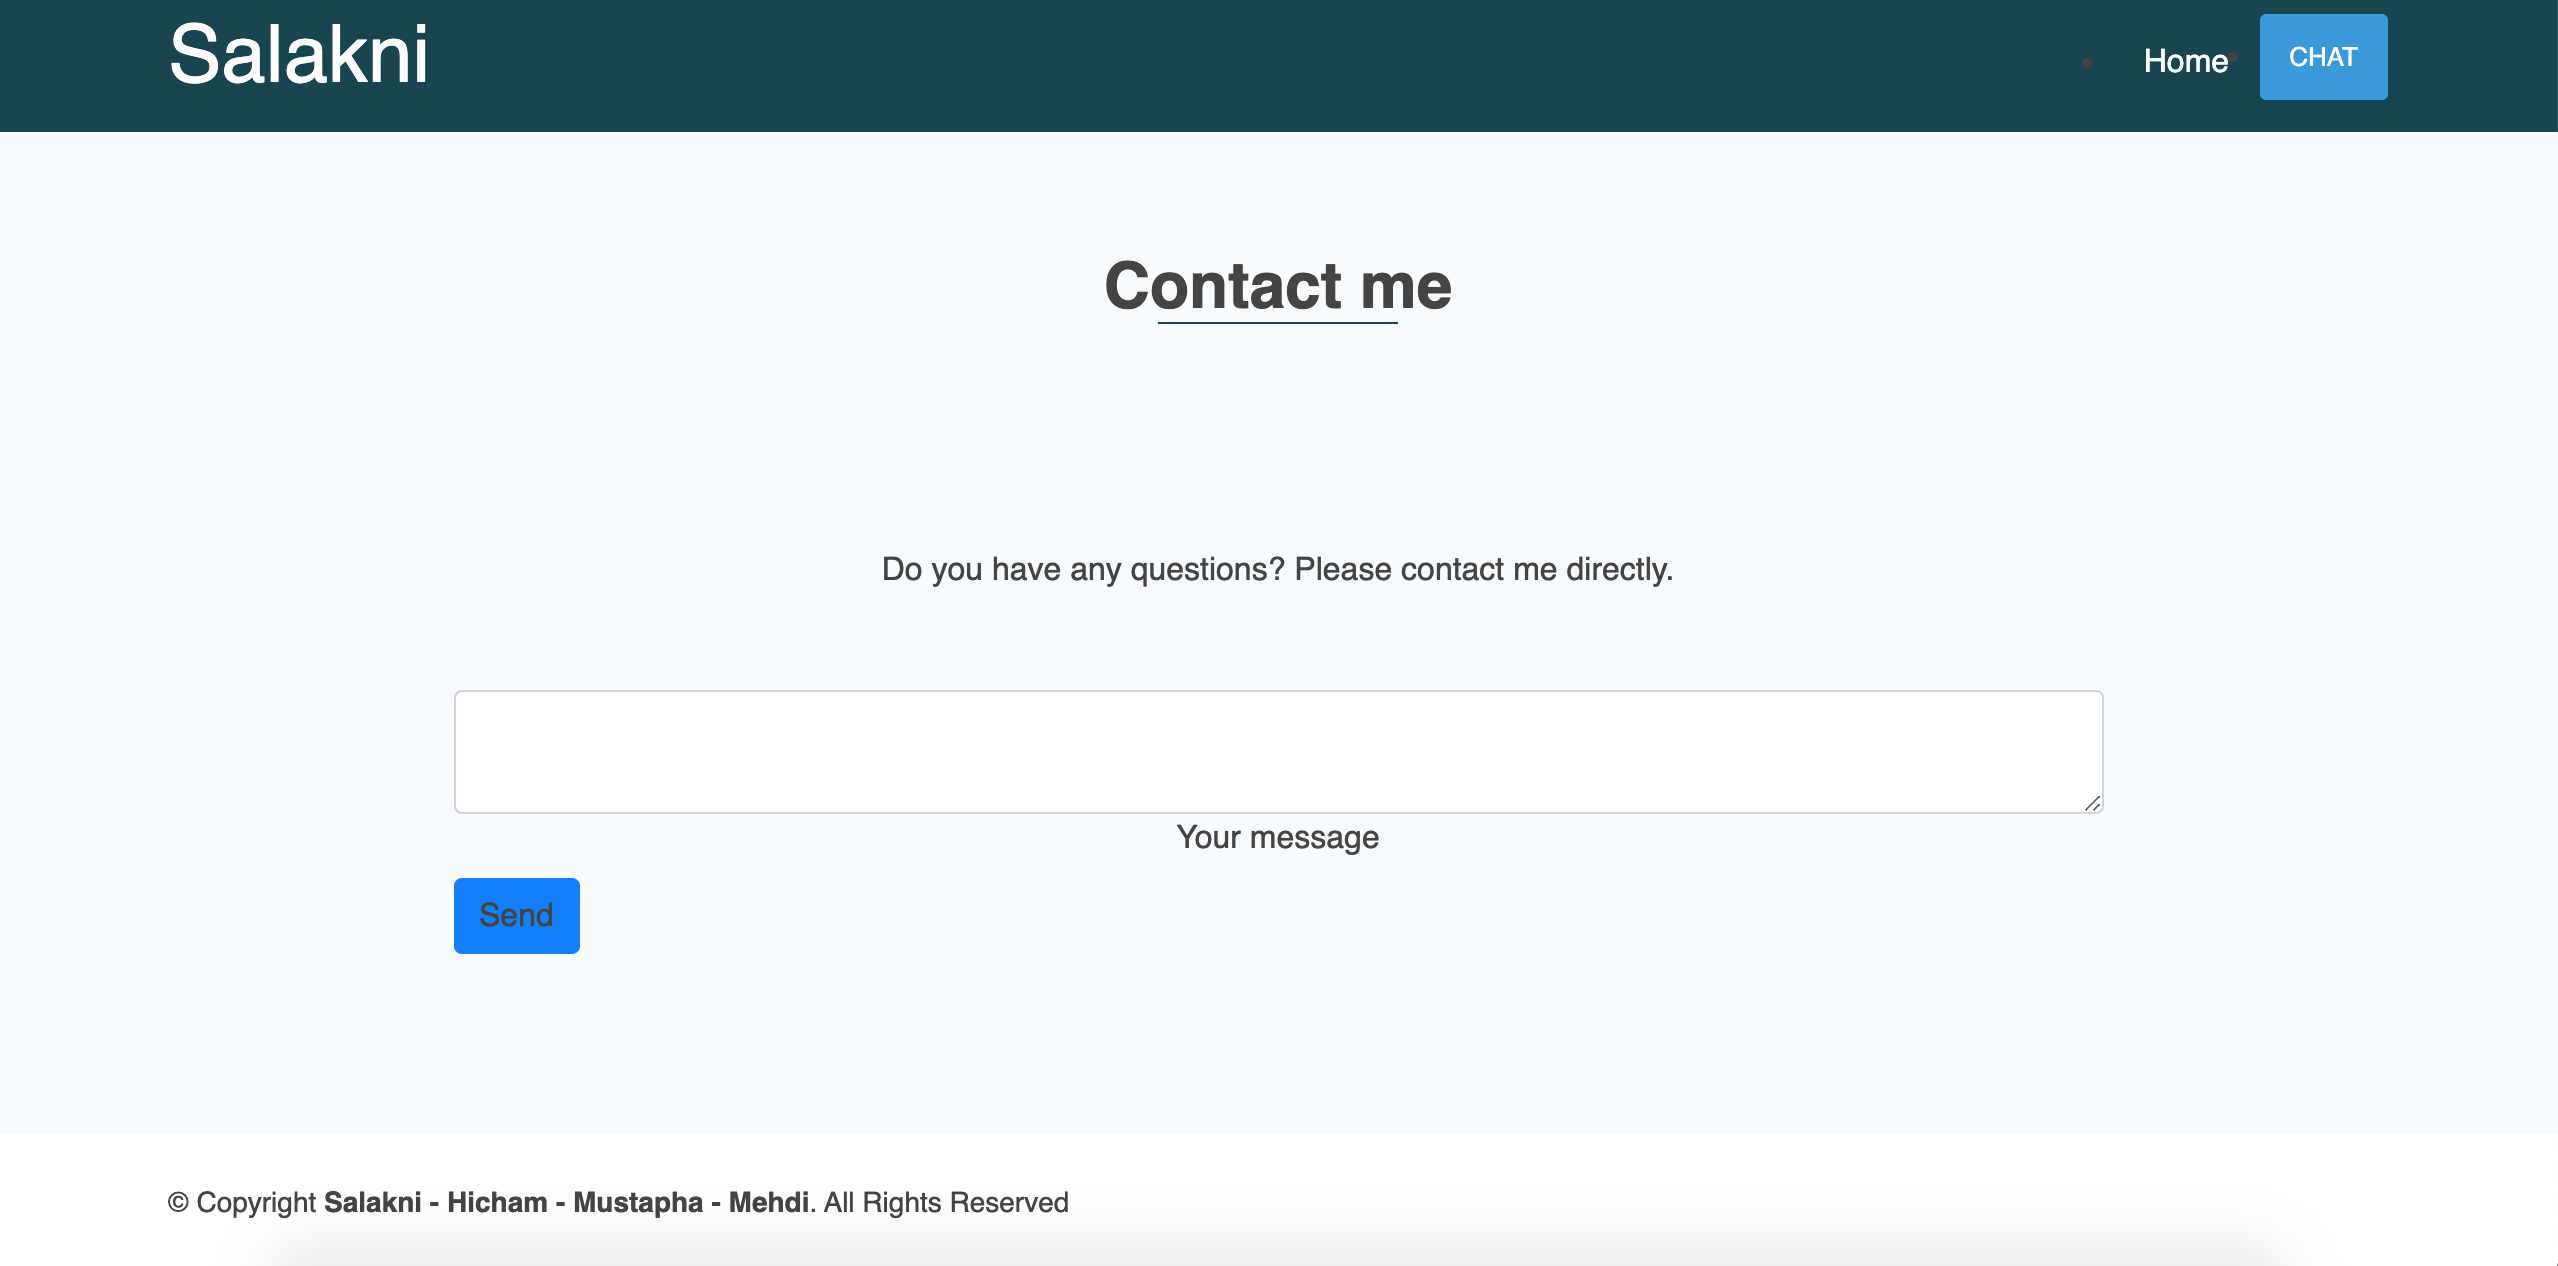 Salakni
Home
CHAT
Contact me
Do you have any questions? Please contact me directly.
Your message
Send
© Copyright Salakni - Hicham - Mustapha - Mehdi. All Rights Reserved